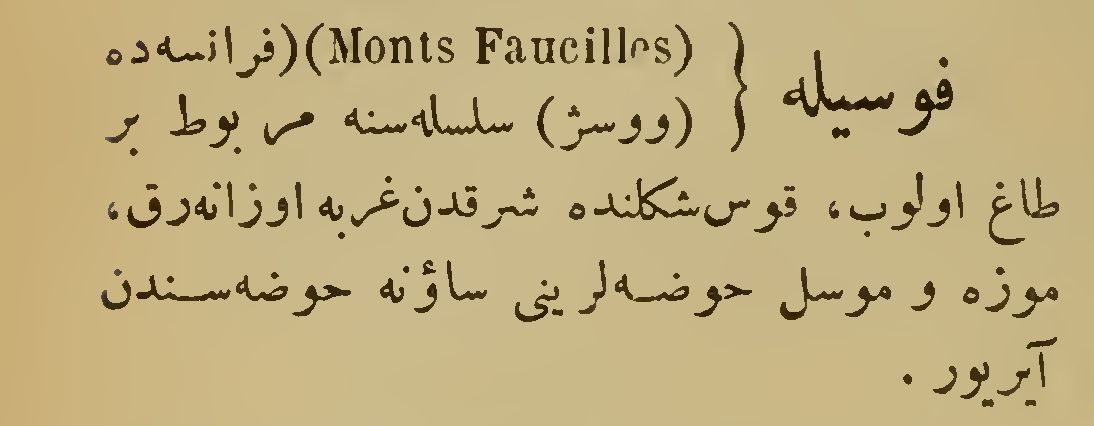 فوسیله { (Monts Faucilles)(فرانسه‌ده
(ووسژ) سلسله‌سنه مربوط بر
طاغ اولوب، قوس‌شکلنده شرقدن‌غربه اوزانه‌رق،
موزه و موسل حوضه‌لرینی ساؤنه حوضه‌سندن
آیریور .